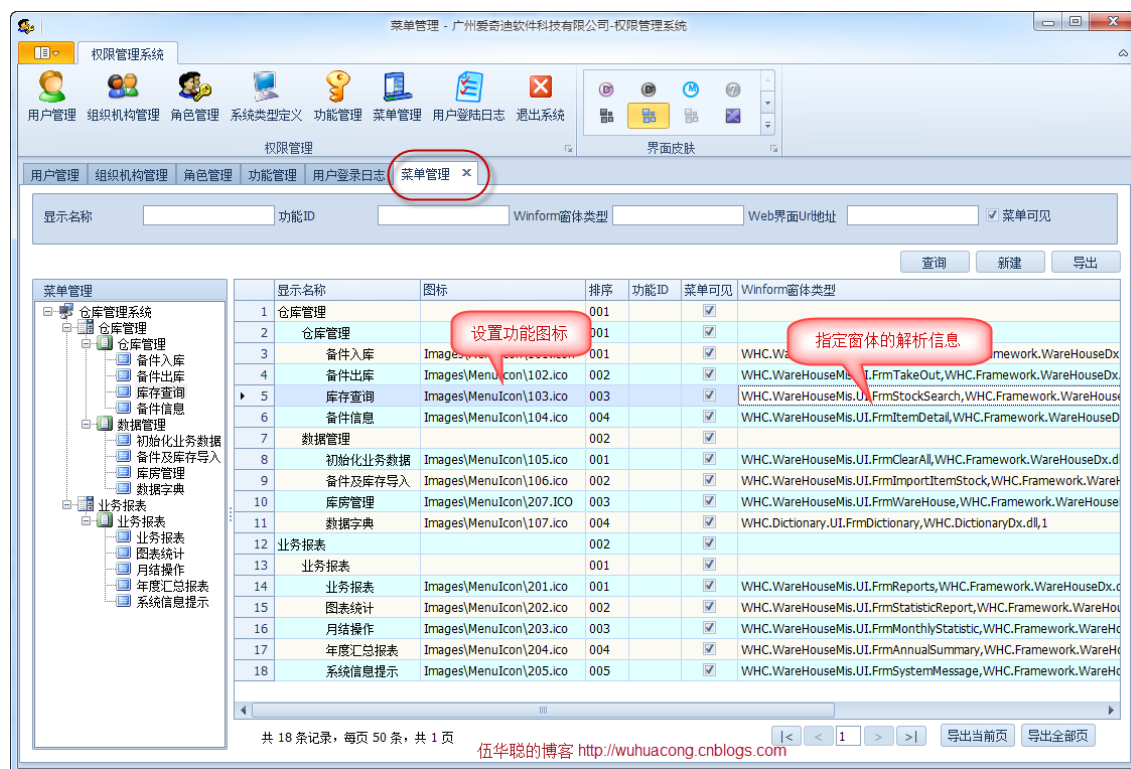 菜单管理 - 广州爱奇迪软件科技有限公司-权限管理系统
权限管理系统
用户管理 组织机构管理 角色管理 系统类型定义 功能管理 菜单管理 用户登陆日志 退出系统
权限管理 界面皮肤
用户管理 组织机构管理 角色管理 功能管理 用户登录日志 菜单管理
显示名称 功能ID Winform窗体类型 Web界面Url地址 菜单可见
查询 新建 导出
菜单管理
仓库管理系统
仓库管理
仓库管理
备件入库
备件出库
库存查询
备件信息
数据管理
初始化业务数据
备件及库存导入
库房管理
数据字典
业务报表
业务报表
业务报表
图表统计
月结操作
年度汇总报表
系统信息提示
显示名称 图标 排序 功能ID 菜单可见 Winform窗体类型
1 仓库管理 001
2 仓库管理 001
设置功能图标
指定窗体的解析信息
3 备件入库 001
4 备件出库 Images\MenuIcon\102.ico 002 WHC.WareHouseMis.UI.FrmTakeOut,WHC.Framework.WareHouseDx.
5 库存查询 Images\MenuIcon\103.ico 003 WHC.WareHouseMis.UI.FrmStockSearch,WHC.Framework.WareHouse
6 备件信息 Images\MenuIcon\104.ico 004 WHC.WareHouseMis.UI.FrmItemDetail,WHC.Framework.WareHouseD
7 数据管理 002
8 初始化业务数据 Images\MenuIcon\105.ico 001 WHC.WareHouseMis.UI.FrmClearAll,WHC.Framework.WareHouseDx.d
9 备件及库存导入 Images\MenuIcon\106.ico 002 WHC.WareHouseMis.UI.FrmImportItemStock,WHC.Framework.WareH
10 库房管理 Images\MenuIcon\207.ICO 003 WHC.WareHouseMis.UI.FrmWareHouse,WHC.Framework.WareHouse
11 数据字典 Images\MenuIcon\107.ico 004 WHC.Dictionary.UI.FrmDictionary,WHC.DictionaryDx.dll,1
12 业务报表 002
13 业务报表 001
14 业务报表 Images\MenuIcon\201.ico 001 WHC.WareHouseMis.UI.FrmReports,WHC.Framework.WareHouseDx.d
15 图表统计 Images\MenuIcon\202.ico 002 WHC.WareHouseMis.UI.FrmStatisticReport,WHC.Framework.WareHou
16 月结操作 Images\MenuIcon\203.ico 003 WHC.WareHouseMis.UI.FrmMonthlyStatistic,WHC.Framework.WareHo
17 年度汇总报表 Images\MenuIcon\204.ico 004 WHC.WareHouseMis.UI.FrmAnnualSummary,WHC.Framework.WareHo
18 系统信息提示 Images\MenuIcon\205.ico 005 WHC.WareHouseMis.UI.FrmSystemMessage,WHC.Framework.WareHo
共 18 条记录，每页 50 条，共 1 页 |< < 1 > >| 导出当前页 导出全部页
伍华聪的博客 http://wuhuacong.cnblogs.com